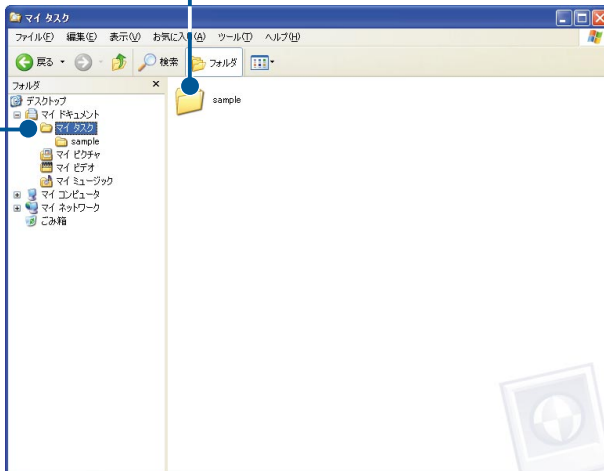 マイ タスク
ファイル(F) 編集(E) 表示(V) お気に入り(A) ツール(T) ヘルプ(H)
戻る 検索 フォルダ
フォルダ
デスクトップ
マイ ドキュメント
マイ タスク
sample
マイ ピクチャ
マイ ビデオ
マイ ミュージック
マイ コンピュータ
マイ ネットワーク
ごみ箱
sample